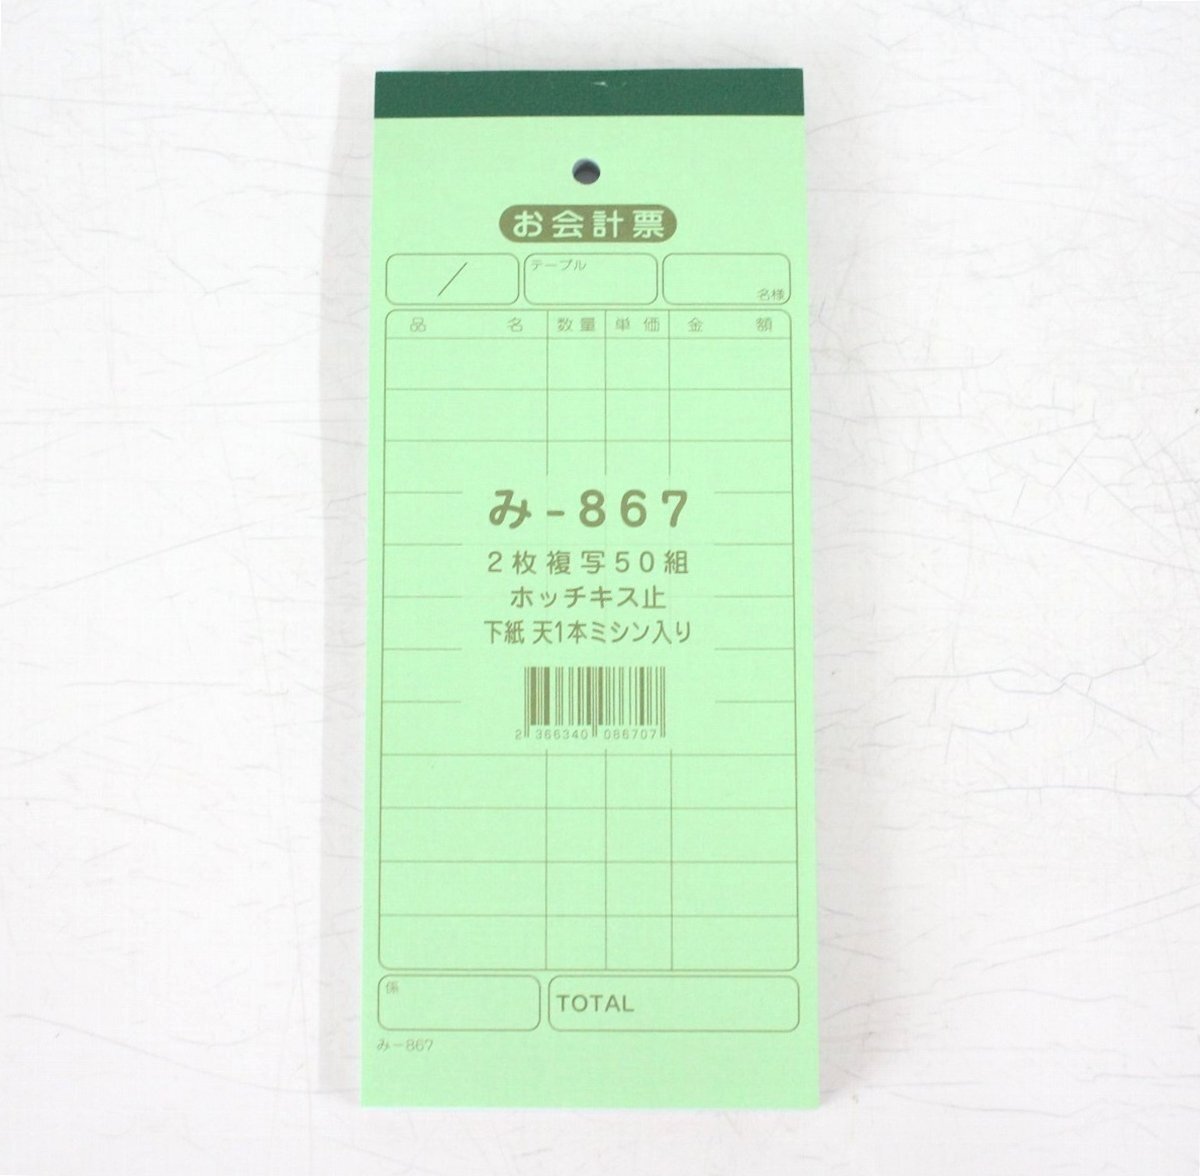 お会計票
／ テーブル 名様
品名 数量 単価 金額
み-867
2枚複写50組
ホッチキス止
下紙 天1本ミシン入り
2 366340 086707
係 TOTAL
み-867